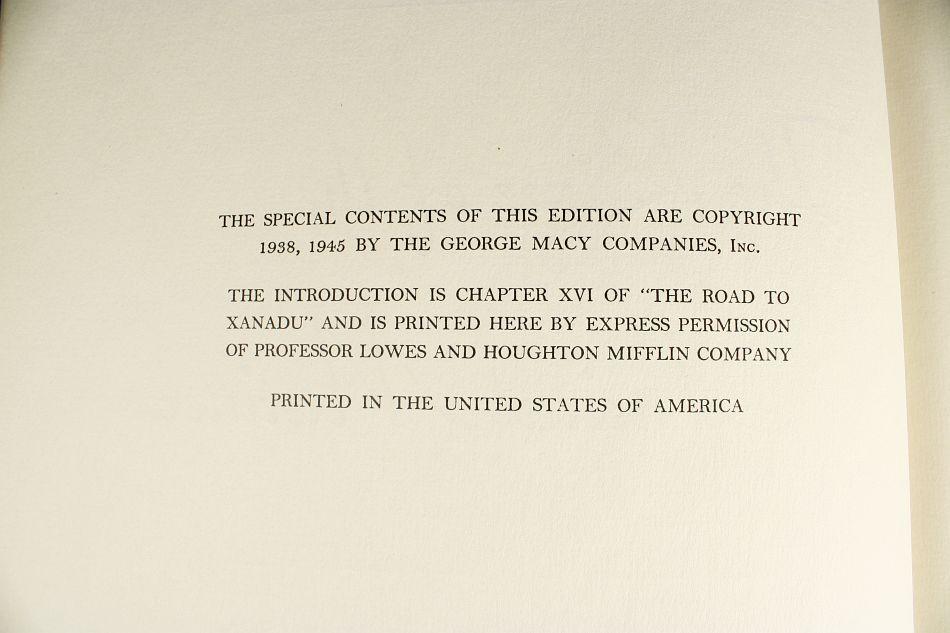 THE SPECIAL CONTENTS OF THIS EDITION ARE COPYRIGHT
1938, 1945 BY THE GEORGE MACY COMPANIES, INC.
THE INTRODUCTION IS CHAPTER XVI OF “THE ROAD TO
XANADU” AND IS PRINTED HERE BY EXPRESS PERMISSION
OF PROFESSOR LOWES AND HOUGHTON MIFFLIN COMPANY
PRINTED IN THE UNITED STATES OF AMERICA